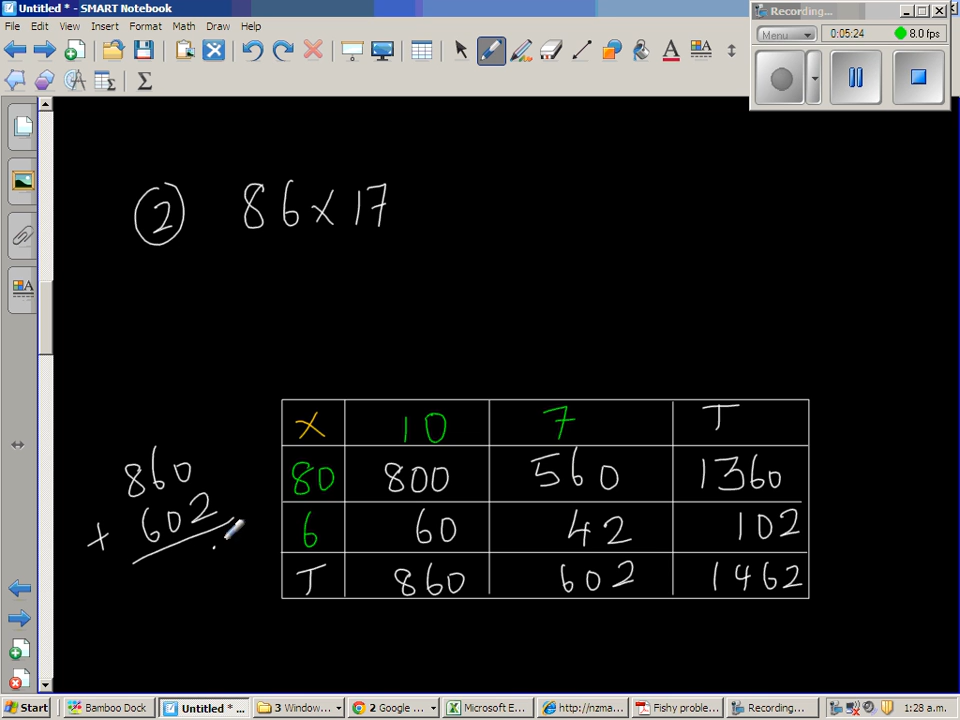 Untitled * - SMART Notebook
File Edit View Insert Format Math Draw Help
Recording...
Menu 0:05:24 8.0 fps
2 86 x 17
x 10 7 T
80 800 560 1360
6 60 42 102
T 860 602 1462
860
+ 602
Start Bamboo Dock Untitled * ... 3 Window... 2 Google ... Microsoft E... http://nzma... Fishy proble... Recording... 1:28 a.m.